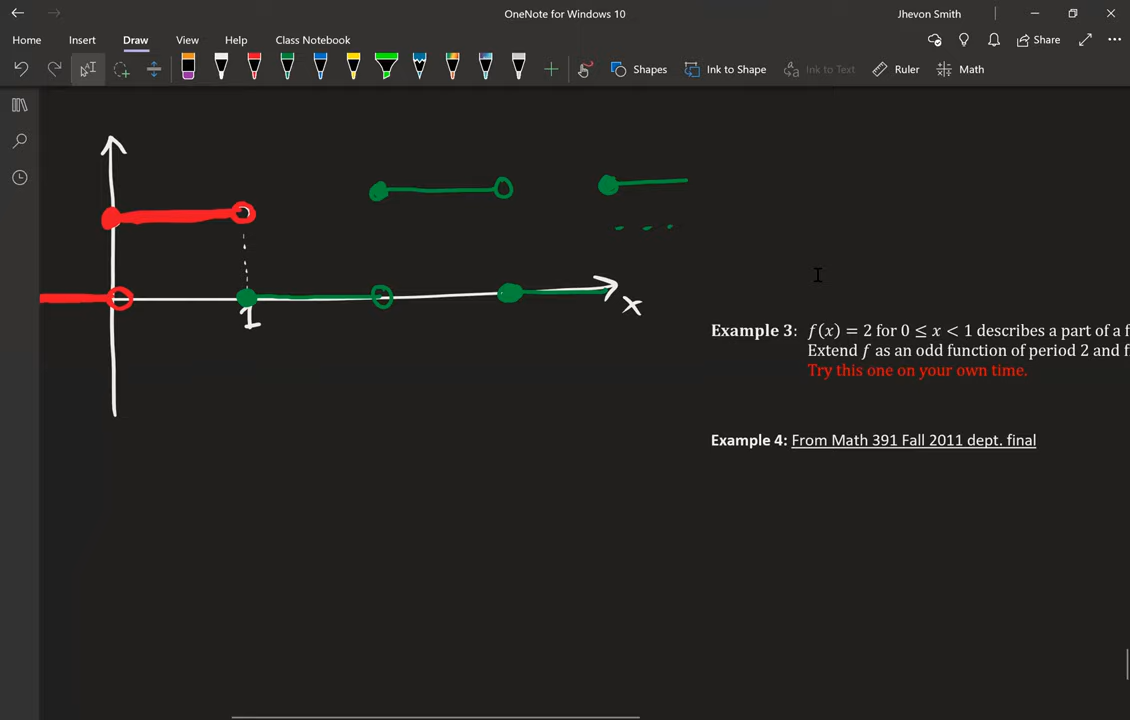 OneNote for Windows 10
Jhevon Smith
Home Insert Draw View Help Class Notebook
Shapes Ink to Shape Ink to Text Ruler Math Share
1
x
Example 3: f(x) = 2 for 0 ≤ x < 1 describes a part of a f
Extend f as an odd function of period 2 and f
Try this one on your own time.
Example 4: From Math 391 Fall 2011 dept. final